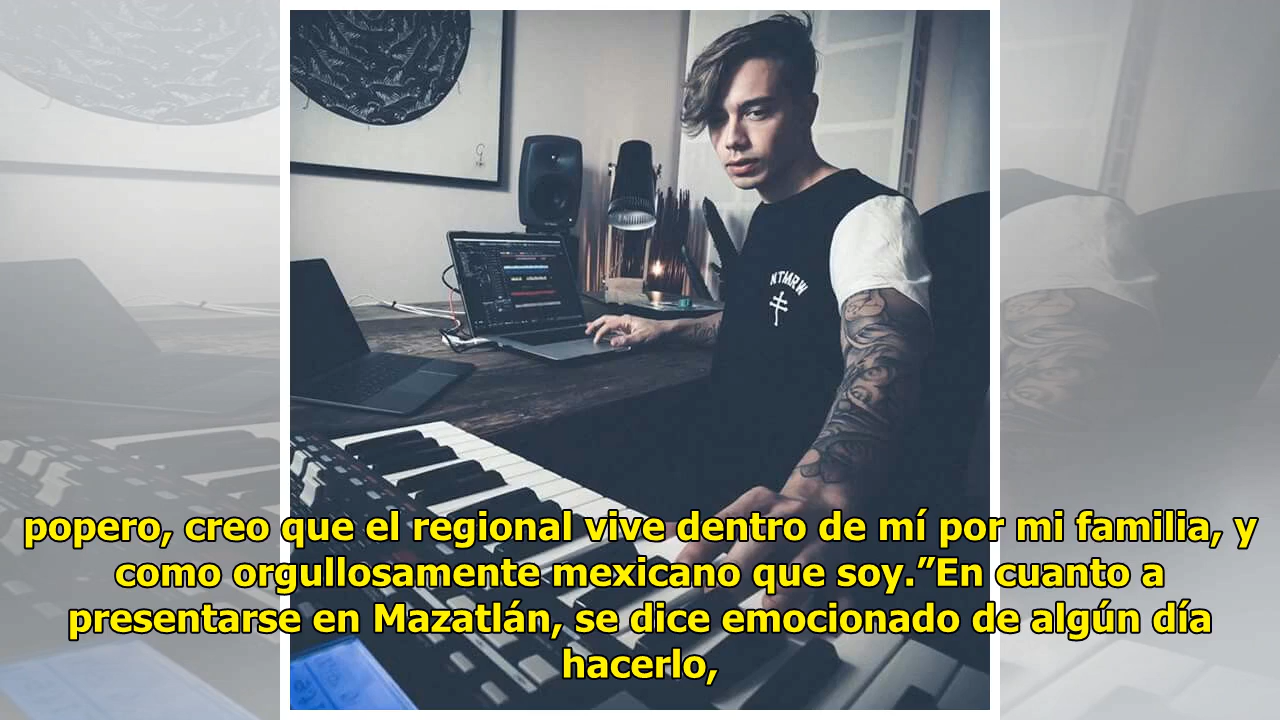 NTMRW
popero, creo que el regional vive dentro de mí por mi familia, y
como orgullosamente mexicano que soy.”En cuanto a
presentarse en Mazatlán, se dice emocionado de algún día
hacerlo,